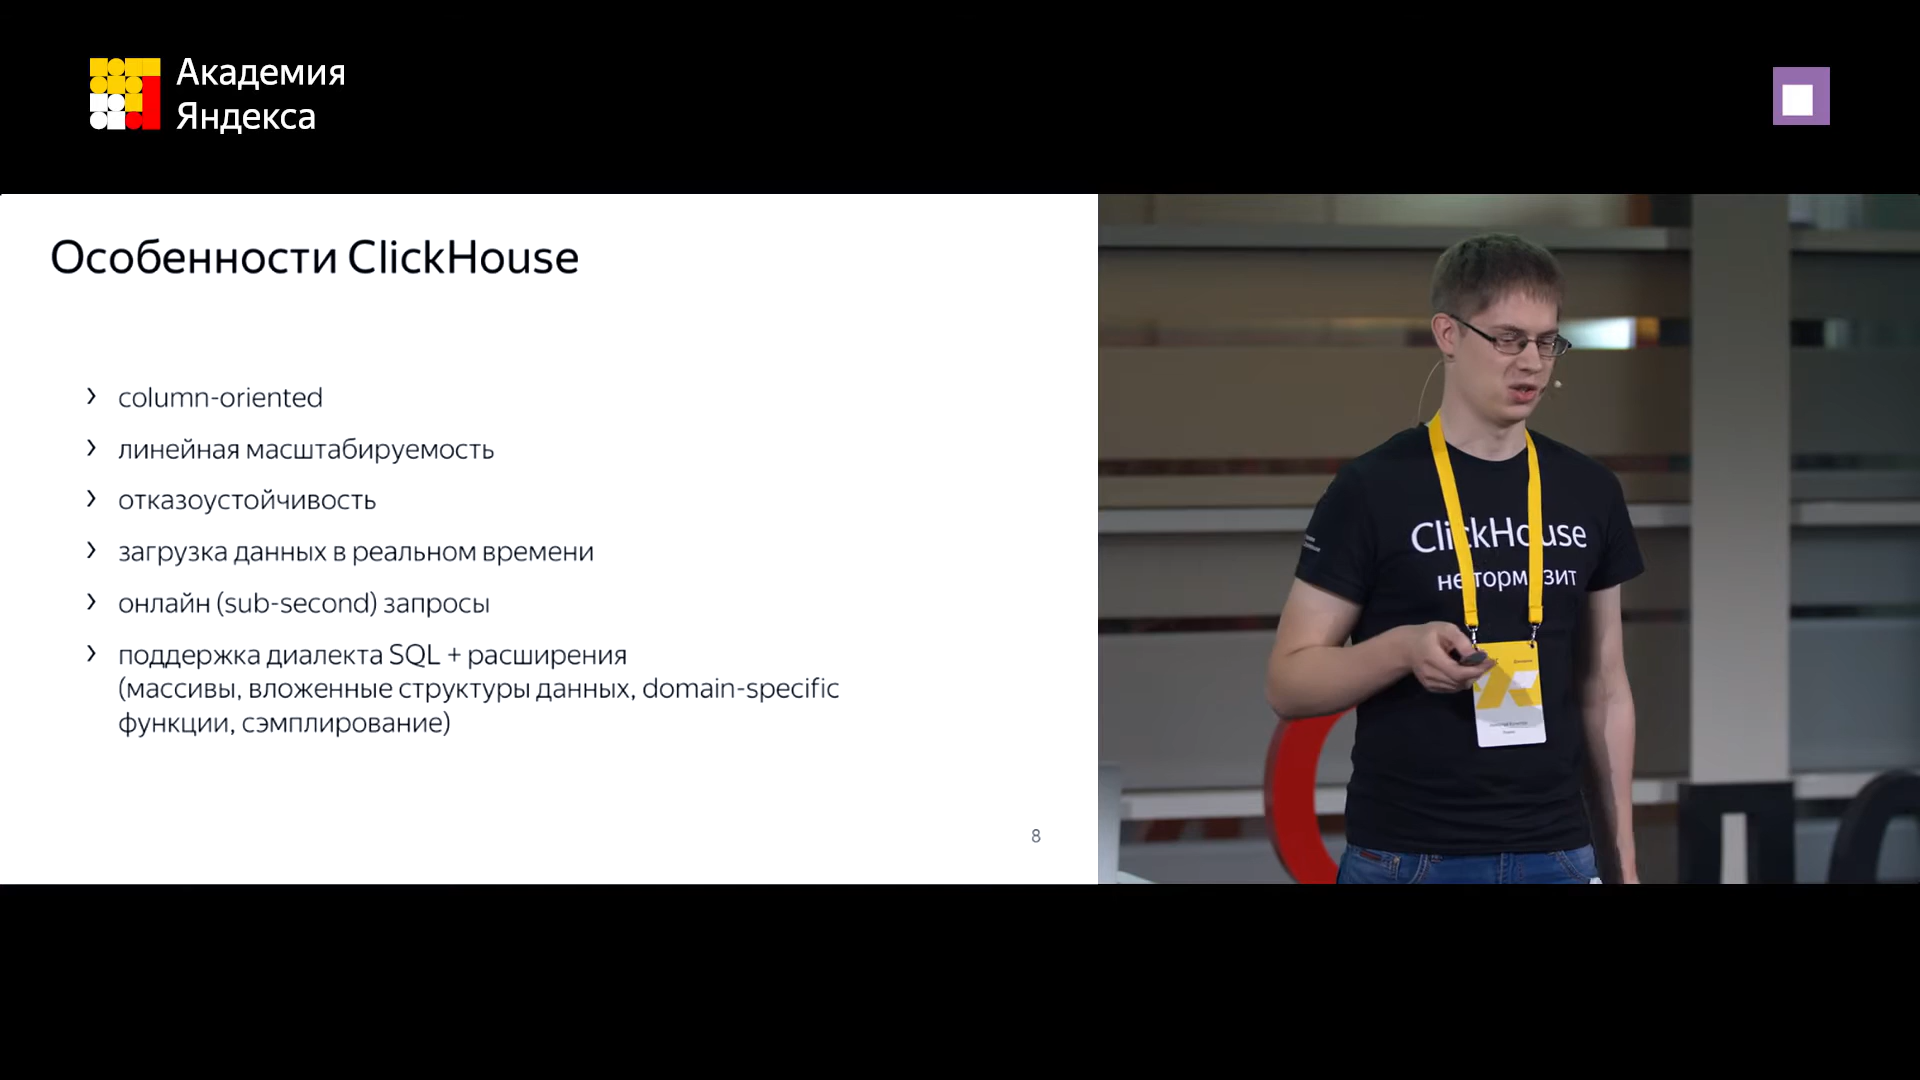 Академия
Яндекса
Особенности ClickHouse
› column-oriented
› линейная масштабируемость
› отказоустойчивость
› загрузка данных в реальном времени
› онлайн (sub-second) запросы
› поддержка диалекта SQL + расширения
(массивы, вложенные структуры данных, domain-specific
функции, сэмплирование)
8
ClickHouse
не тормозит